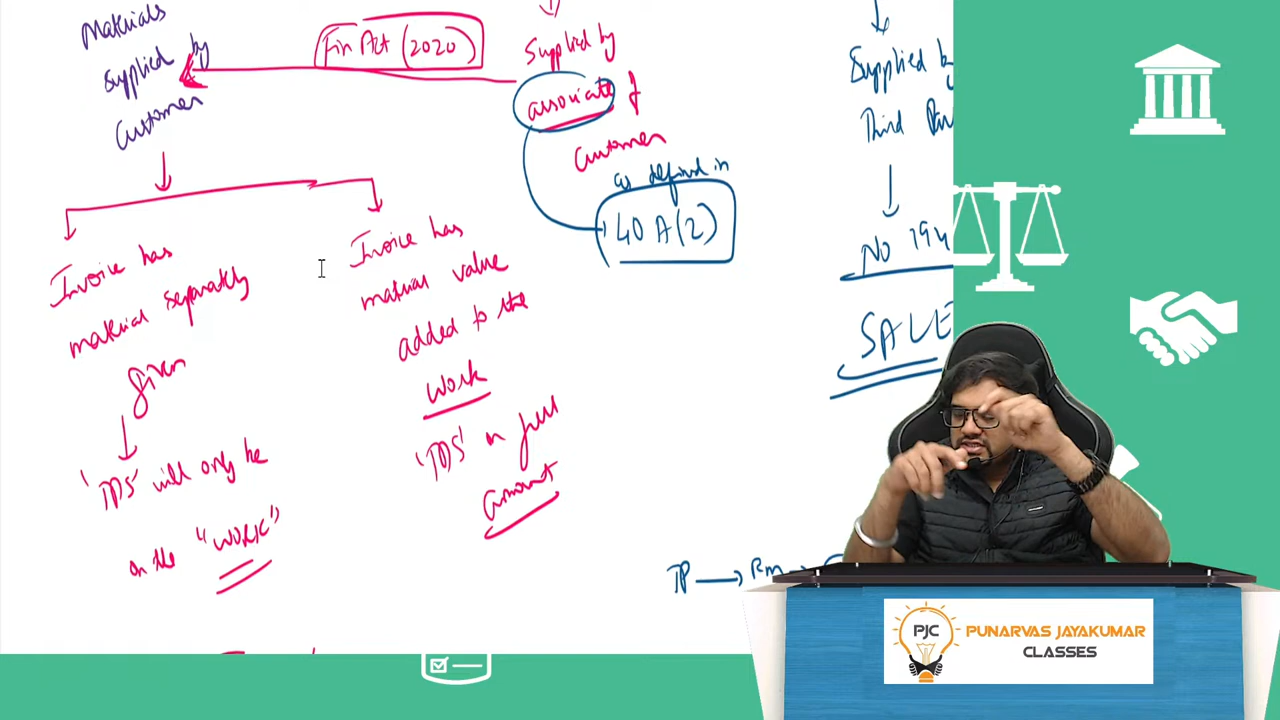 Materials
Supplied by
Customer
Fin Act (2020)
Supplied by
associate of
Customer
as defined in
40 A(2)
Supplied by
Third
No 194
SALE
Invoice has
material separately
given
'TDS' will only be
on the "WORK"
Invoice has
material value
added to the
Work
'TDS' on full
amount
TP → RM
PJC
PUNARVAS JAYAKUMAR
CLASSES